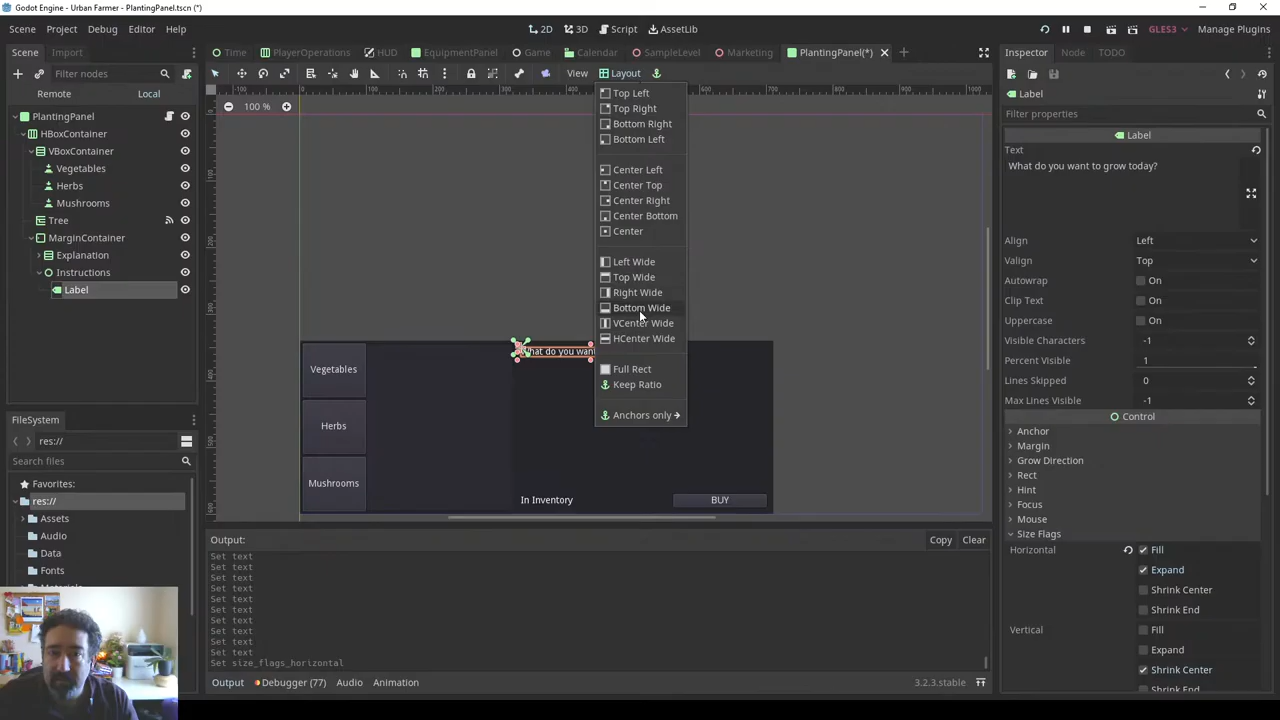 Godot Engine - Urban Farmer - PlantingPanel.tscn (*)
Scene Project Debug Editor Help
2D 3D Script AssetLib
GLES3 Manage Plugins
Scene Import
Time PlayerOperations HUD EquipmentPanel Game Calendar SampleLevel Marketing PlantingPanel(*)
Inspector Node TODO
Filter nodes
View Layout
Remote Local
100 %
Label
Filter properties
PlantingPanel
HBoxContainer
VBoxContainer
Vegetables
Herbs
Mushrooms
Tree
MarginContainer
Explanation
Instructions
Label
Top Left
Top Right
Bottom Right
Bottom Left
Center Left
Center Top
Center Right
Center Bottom
Center
Left Wide
Top Wide
Right Wide
Bottom Wide
VCenter Wide
HCenter Wide
Full Rect
Keep Ratio
Anchors only
Vegetables
Herbs
Mushrooms
What do you want
In Inventory
BUY
Label
Text
What do you want to grow today?
Align Left
Valign Top
Autowrap On
Clip Text On
Uppercase On
Visible Characters -1
Percent Visible 1
Lines Skipped 0
Max Lines Visible -1
Control
Anchor
Margin
Grow Direction
Rect
Hint
Focus
Mouse
Size Flags
Horizontal Fill
Expand
Shrink Center
Shrink End
Vertical Fill
Expand
Shrink Center
Shrink End
FileSystem
res://
Search files
Favorites:
res://
Assets
Audio
Data
Fonts
Output: Copy Clear
Set text
Set text
Set text
Set text
Set text
Set text
Set text
Set text
Set text
Set size_flags_horizontal
Output Debugger (77) Audio Animation
3.2.3.stable